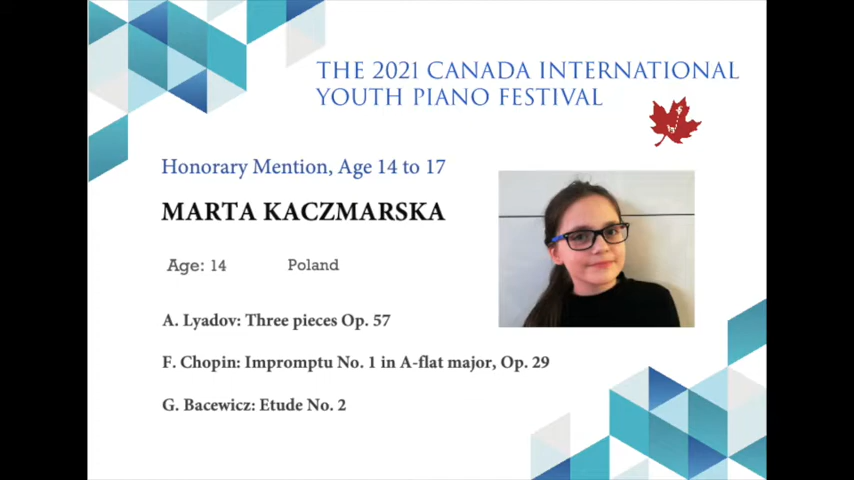 THE 2021 CANADA INTERNATIONAL
YOUTH PIANO FESTIVAL
Honorary Mention, Age 14 to 17
MARTA KACZMARSKA
Age: 14 Poland
A. Lyadov: Three pieces Op. 57
F. Chopin: Impromptu No. 1 in A-flat major, Op. 29
G. Bacewicz: Etude No. 2